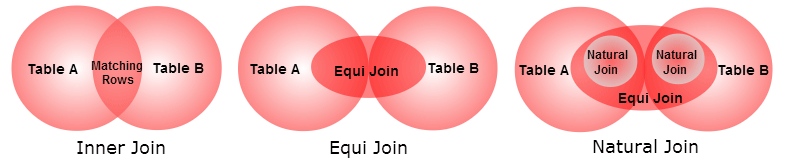 Table A
Matching
Rows
Table B
Inner Join
Table A
Equi Join
Table B
Equi Join
Table A
Natural
Join
Natural
Join
Table B
Equi Join
Natural Join